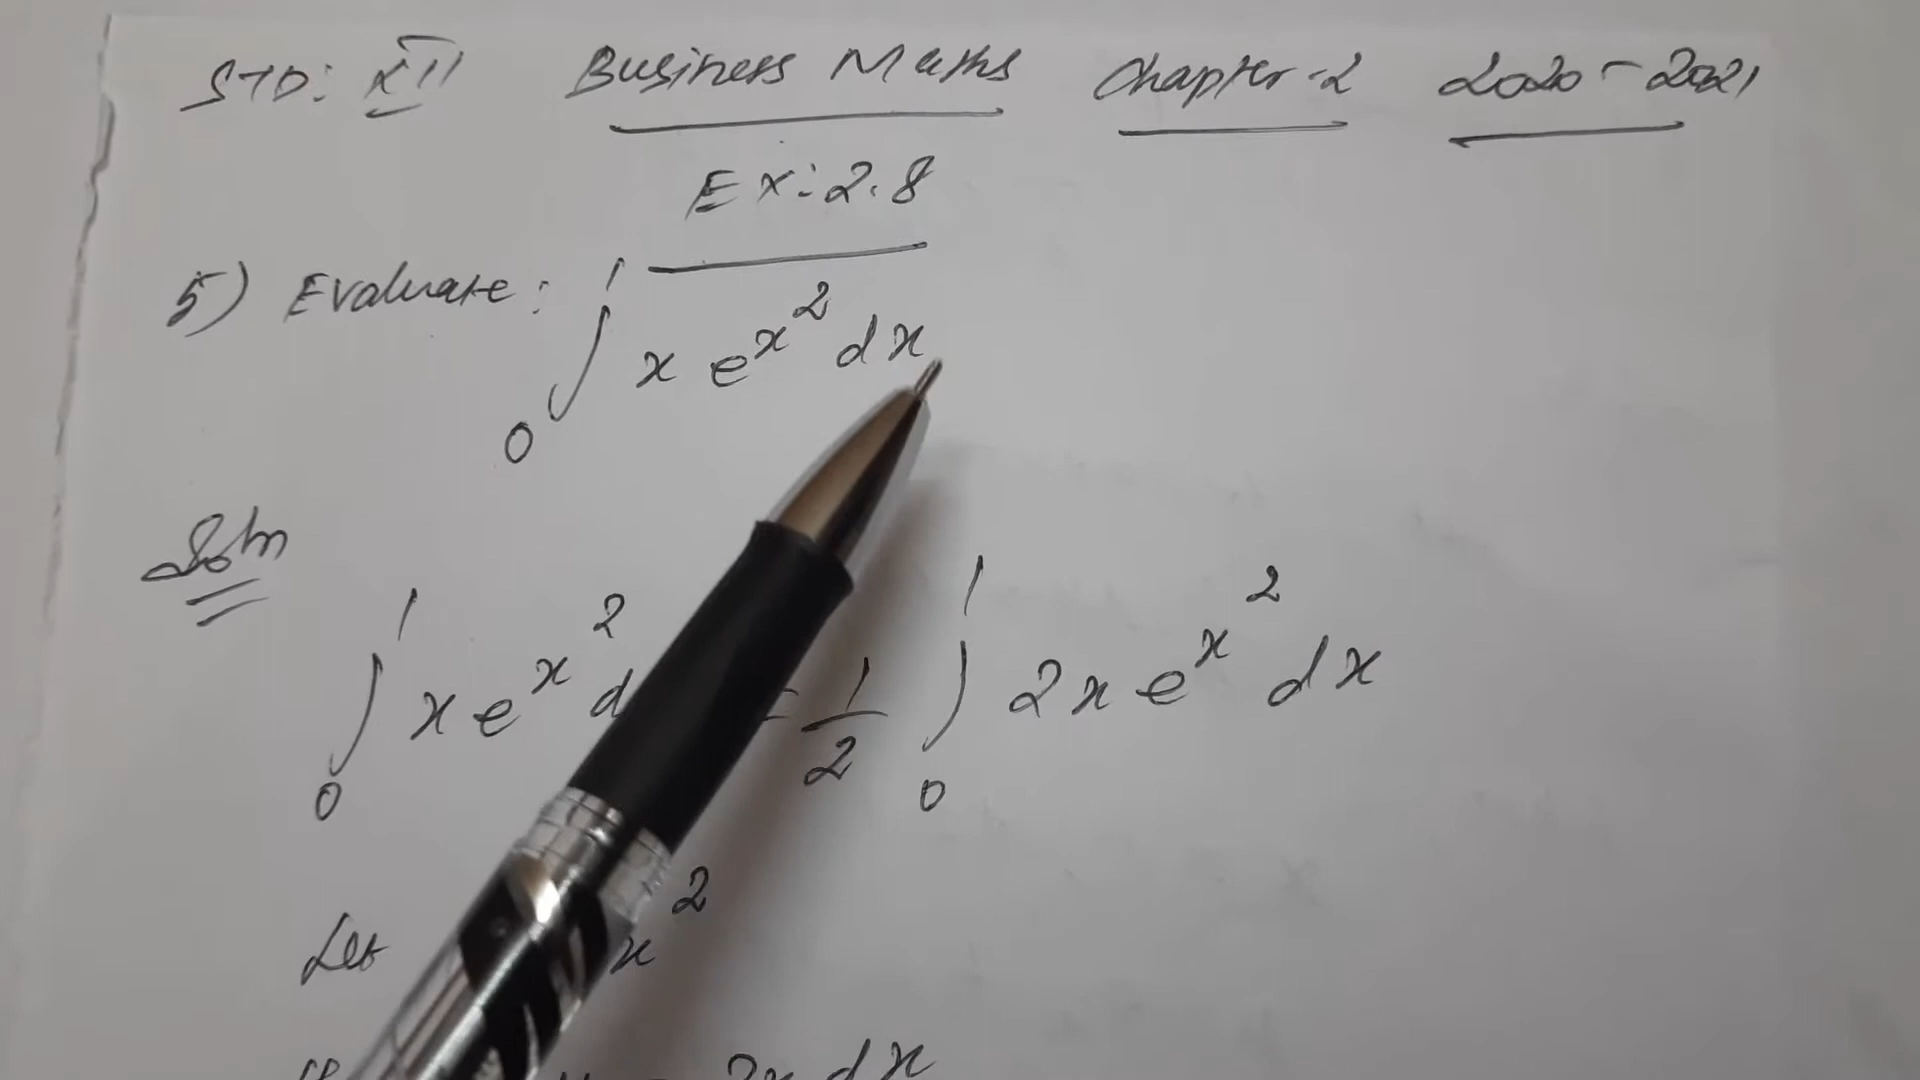 STD: XII Business Maths Chapter-2 2020-2021
Ex: 2.8
5) Evaluate: ∫₀¹ x e^x² dx
Soln
∫₀¹ x e^x² d = 1/2 ∫₀¹ 2x e^x² dx
Let x²
= 2x dx